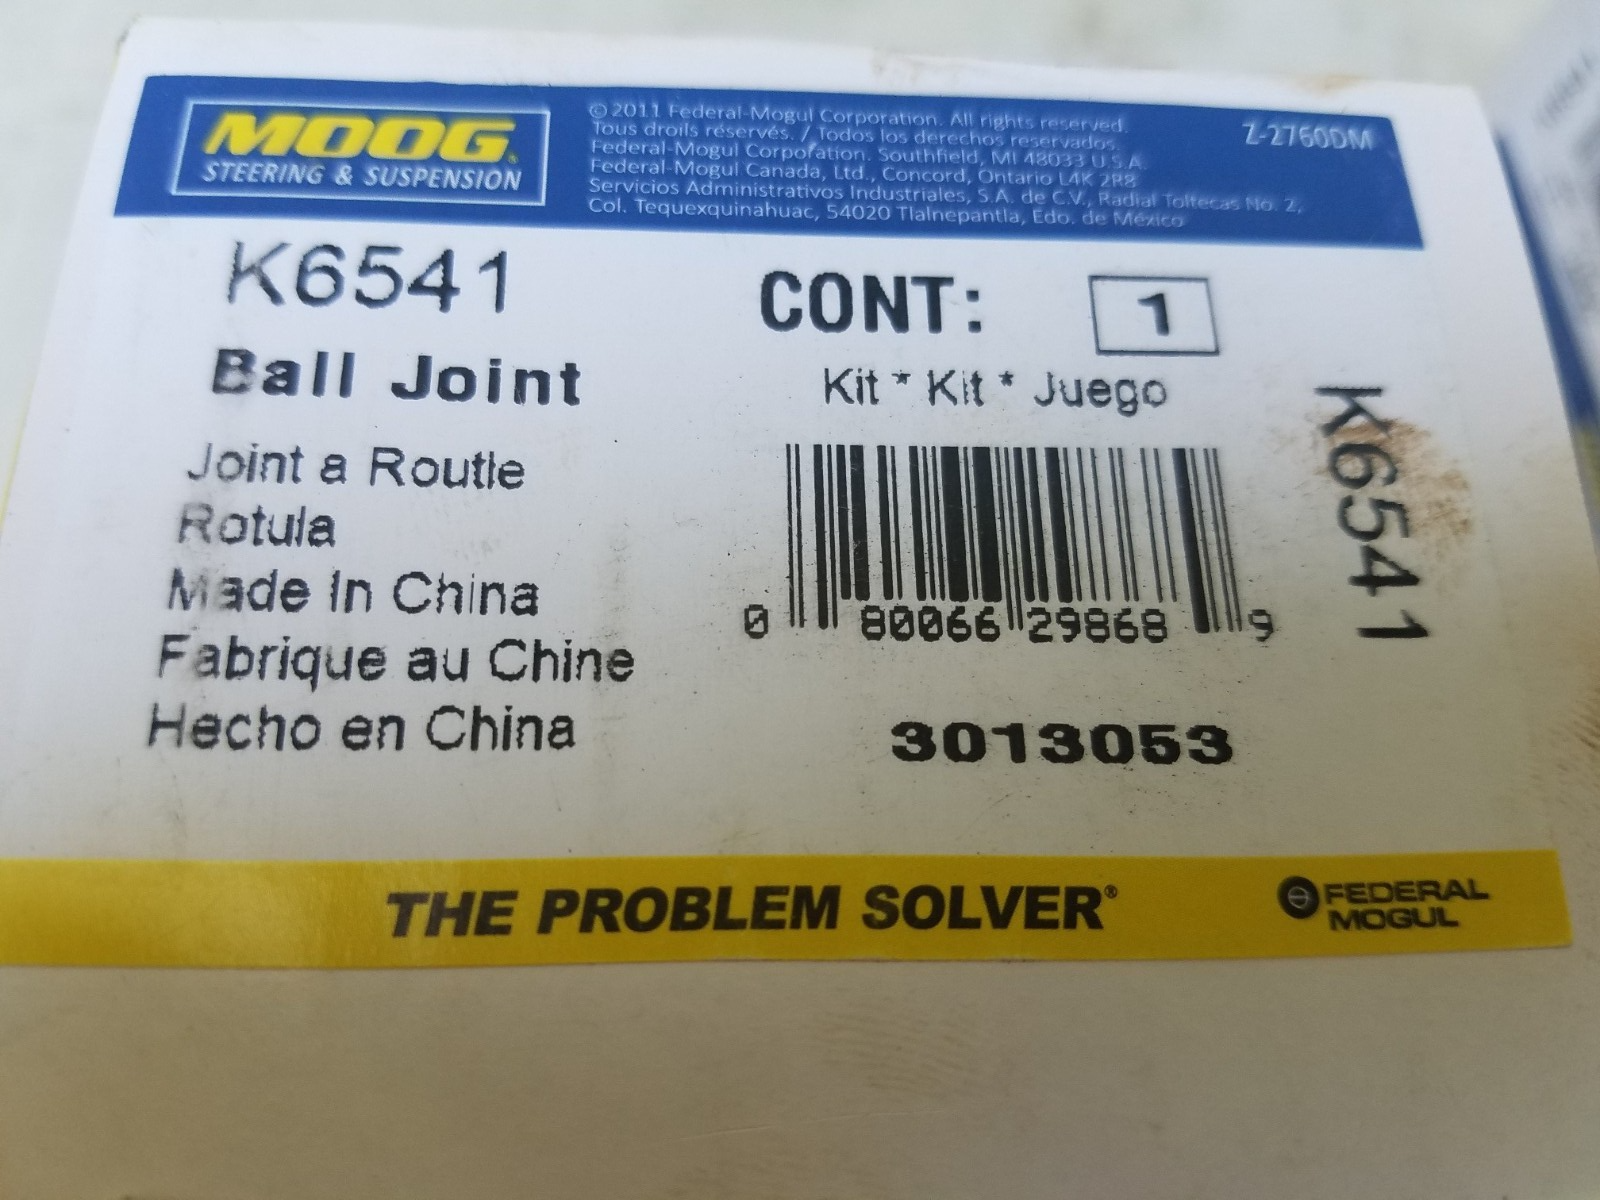 MOOG
STEERING & SUSPENSION
© 2011 Federal-Mogul Corporation. All rights reserved.
Tous droils réservés. / Todos los derechos reservados.
Federal-Mogul Corporation. Southfield, MI 48033 U.S.A.
Federal-Mogul Canada, Ltd., Concord, Ontario L4K 2R8
Servicios Administrativos Industriales, S.A. de C.V., Radial Toltecas No. 2,
Col. Tequexquinahuac, 54020 Tlalnepantla, Edo. de México
Z-2760DM
K6541
CONT: 1
Ball Joint
Kit * Kit * Juego
Joint a Routle
Rotula
Made In China
Fabrique au Chine
Hecho en China
0 80066 29868 9
K6541
3013053
THE PROBLEM SOLVER®
FEDERAL
MOGUL